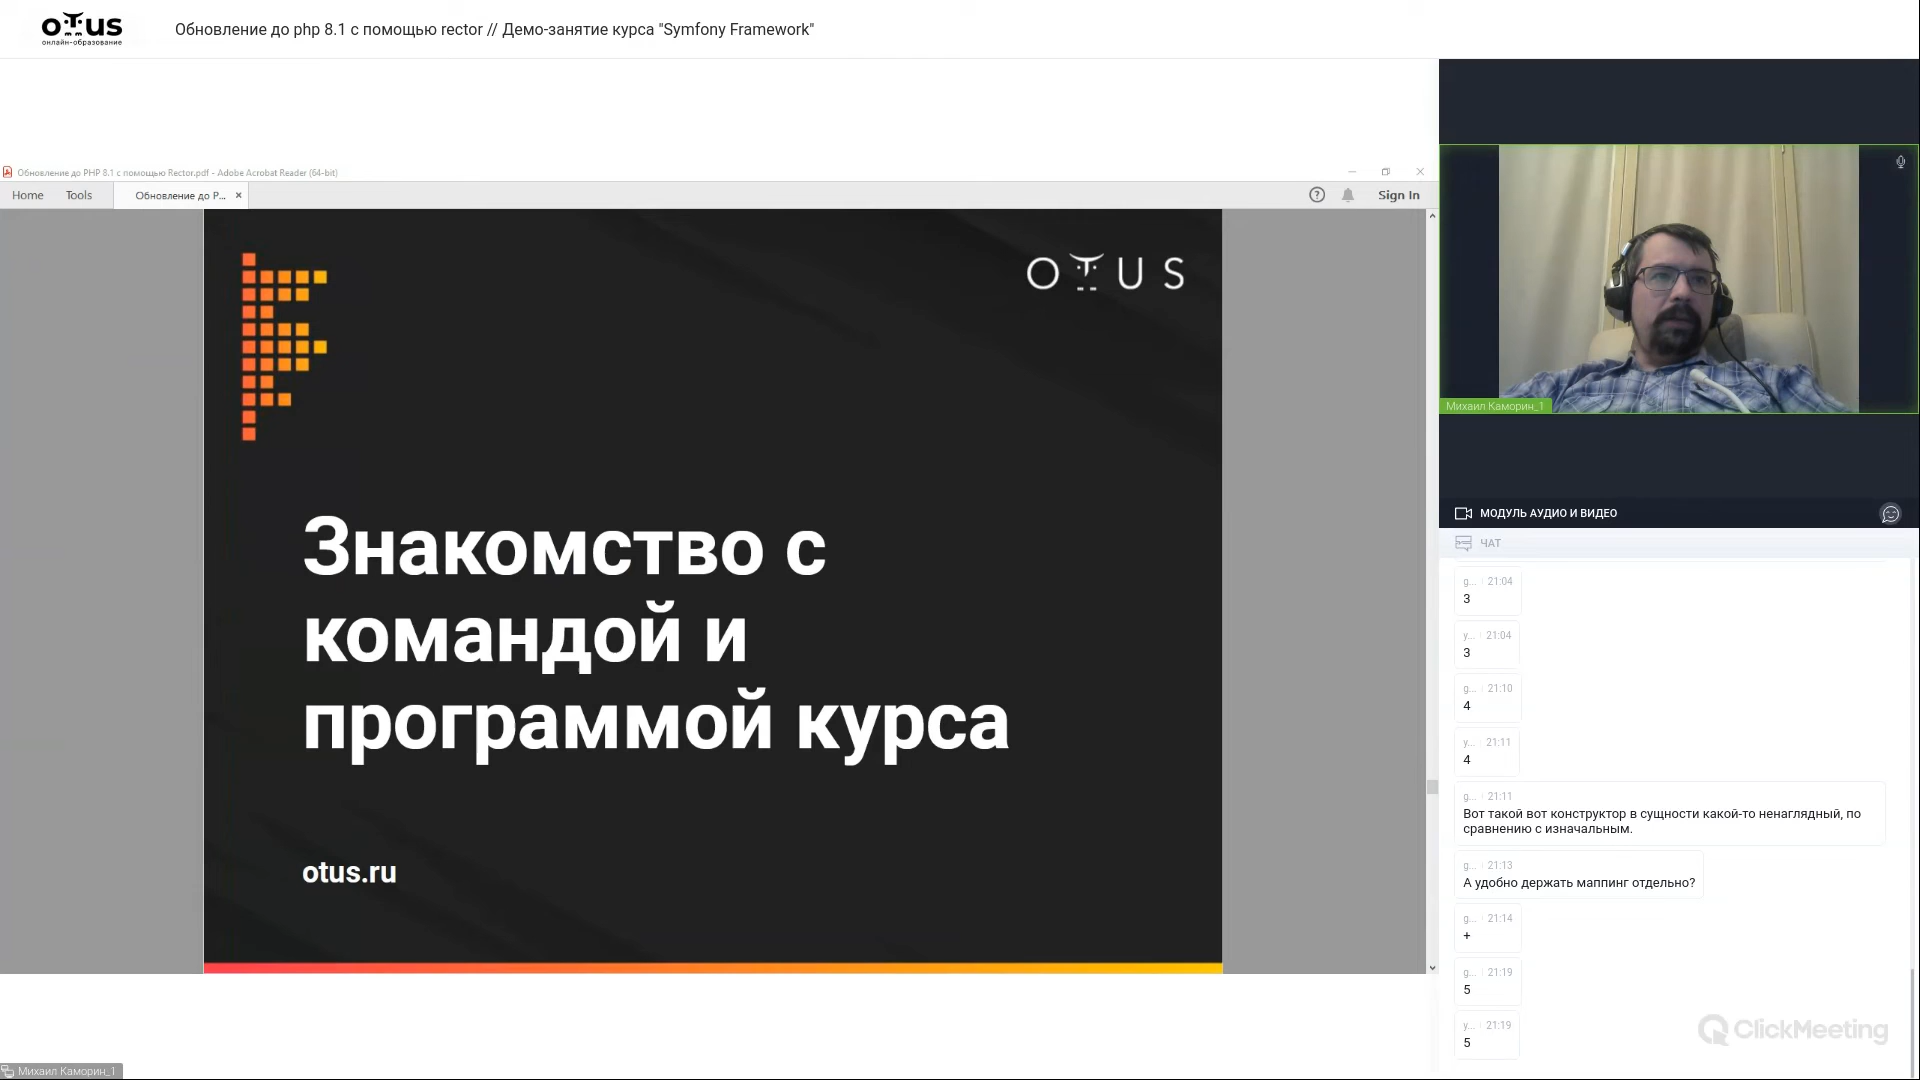 OTUS
онлайн-образование
Обновление до php 8.1 с помощью rector // Демо-занятие курса "Symfony Framework"
Обновление до PHP 8.1 с помощью Rector.pdf - Adobe Acrobat Reader (64-bit)
Home
Tools
Обновление до P...
Sign In
OTUS
Знакомство с
командой и
программой курса
otus.ru
Михаил Каморин_1
Михаил Каморин_1
МОДУЛЬ АУДИО И ВИДЕО
ЧАТ
g... 21:04
3
y... 21:04
3
g... 21:10
4
y... 21:11
4
g... 21:11
Вот такой вот конструктор в сущности какой-то ненаглядный, по
сравнению с изначальным.
g... 21:13
А удобно держать маппинг отдельно?
g... 21:14
+
g... 21:19
5
y... 21:19
5
ClickMeeting